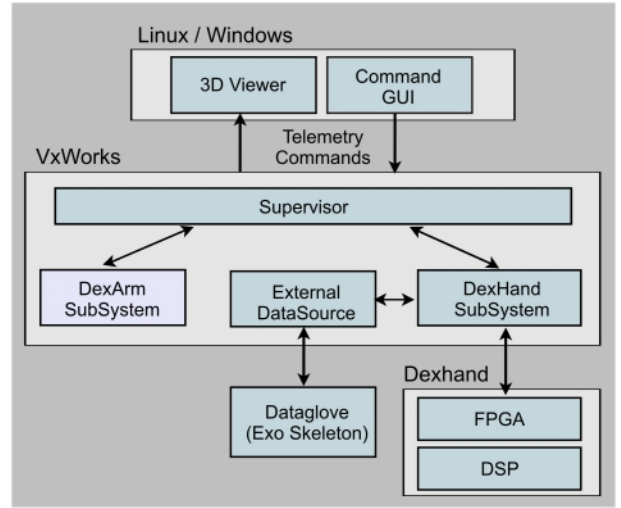 Linux / Windows
3D Viewer
Command
GUI
Telemetry
Commands
VxWorks
Supervisor
DexArm
SubSystem
External
DataSource
DexHand
SubSystem
Dataglove
(Exo Skeleton)
Dexhand
FPGA
DSP